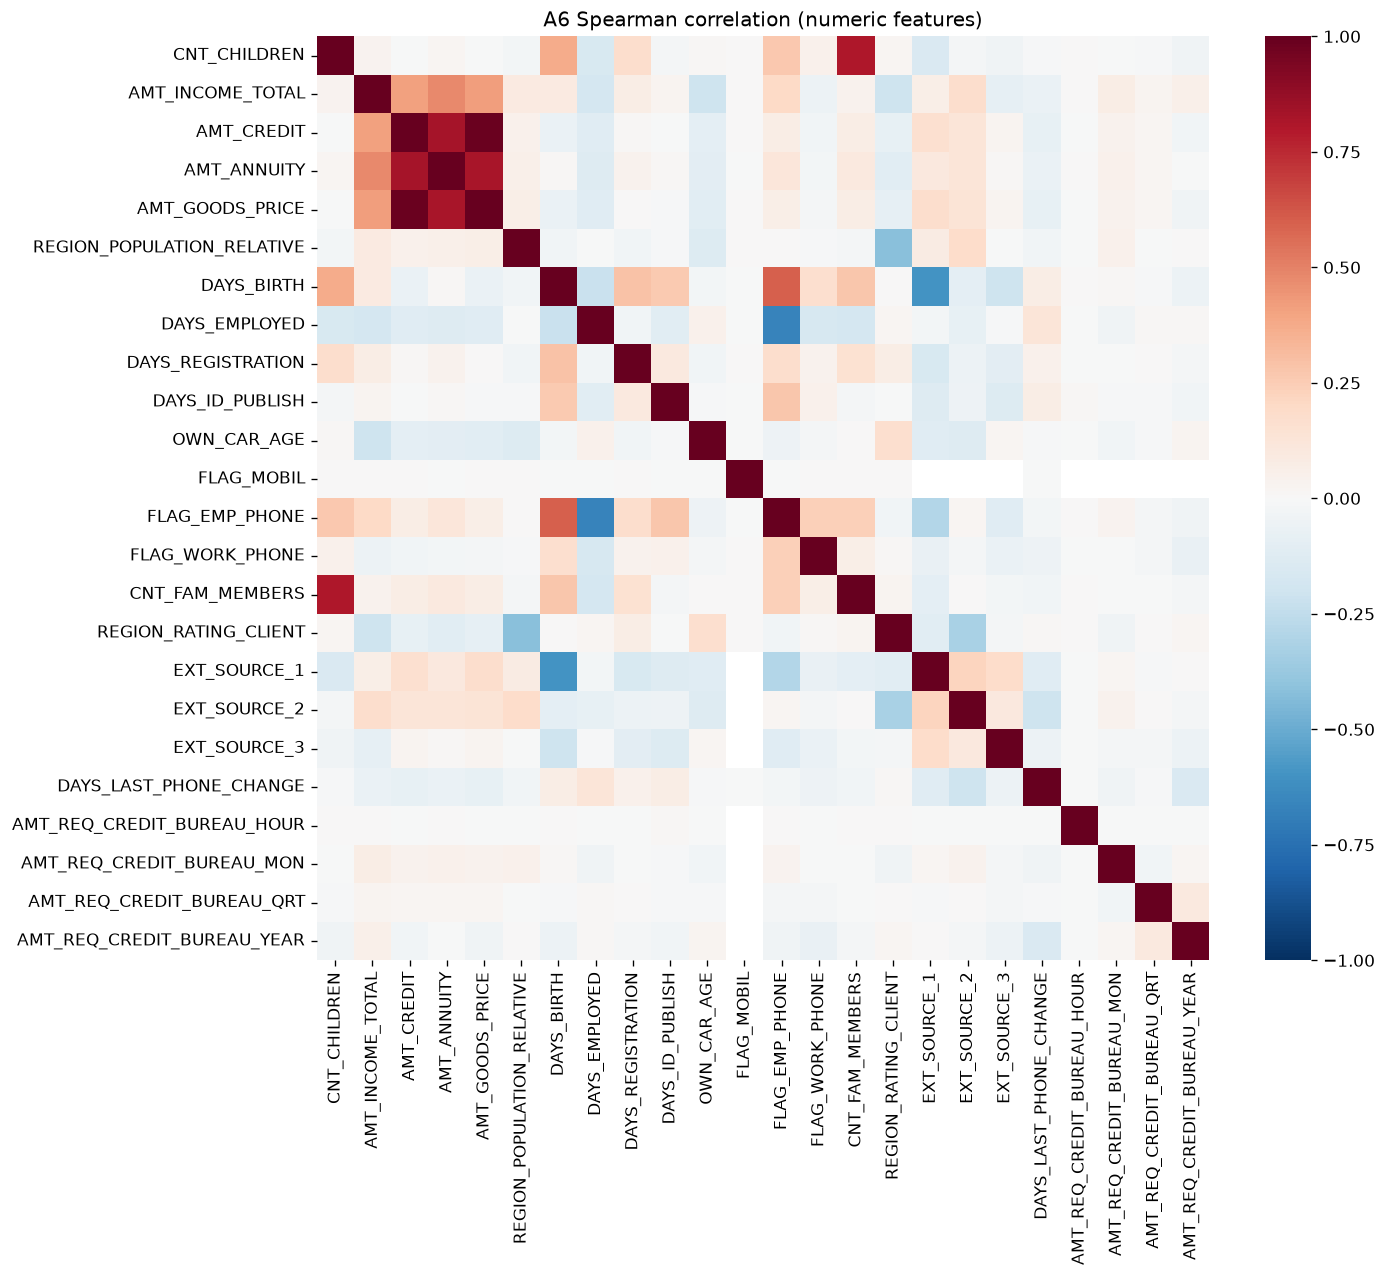 A6 Spearman correlation (numeric features)
CNT_CHILDREN
AMT_INCOME_TOTAL
AMT_CREDIT
AMT_ANNUITY
AMT_GOODS_PRICE
REGION_POPULATION_RELATIVE
DAYS_BIRTH
DAYS_EMPLOYED
DAYS_REGISTRATION
DAYS_ID_PUBLISH
OWN_CAR_AGE
FLAG_MOBIL
FLAG_EMP_PHONE
FLAG_WORK_PHONE
CNT_FAM_MEMBERS
REGION_RATING_CLIENT
EXT_SOURCE_1
EXT_SOURCE_2
EXT_SOURCE_3
DAYS_LAST_PHONE_CHANGE
AMT_REQ_CREDIT_BUREAU_HOUR
AMT_REQ_CREDIT_BUREAU_MON
AMT_REQ_CREDIT_BUREAU_QRT
AMT_REQ_CREDIT_BUREAU_YEAR
CNT_CHILDREN
AMT_INCOME_TOTAL
AMT_CREDIT
AMT_ANNUITY
AMT_GOODS_PRICE
REGION_POPULATION_RELATIVE
DAYS_BIRTH
DAYS_EMPLOYED
DAYS_REGISTRATION
DAYS_ID_PUBLISH
OWN_CAR_AGE
FLAG_MOBIL
FLAG_EMP_PHONE
FLAG_WORK_PHONE
CNT_FAM_MEMBERS
REGION_RATING_CLIENT
EXT_SOURCE_1
EXT_SOURCE_2
EXT_SOURCE_3
DAYS_LAST_PHONE_CHANGE
AMT_REQ_CREDIT_BUREAU_HOUR
AMT_REQ_CREDIT_BUREAU_MON
AMT_REQ_CREDIT_BUREAU_QRT
AMT_REQ_CREDIT_BUREAU_YEAR
1.00
0.75
0.50
0.25
0.00
−0.25
−0.50
−0.75
−1.00